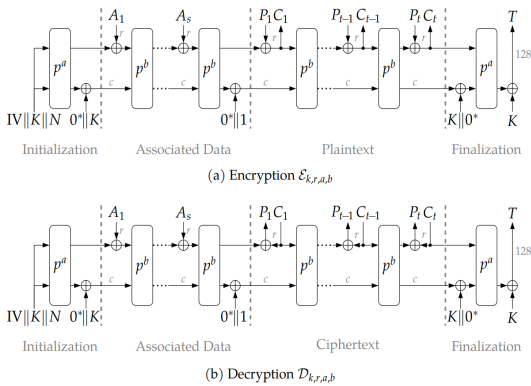 A₁ Aₛ P₁ C₁ Pₜ₋₁ Cₜ₋₁ Pₜ Cₜ T
r r r r r
pᵃ pᵇ pᵇ pᵇ pᵇ pᵃ 128
c c c c
IV‖K‖N 0*‖K 0*‖1 K‖0* K
Initialization Associated Data Plaintext Finalization
(a) Encryption ℰₖ,ᵣ,ₐ,b
A₁ Aₛ P₁ C₁ Pₜ₋₁ Cₜ₋₁ Pₜ Cₜ T
r r r r r
pᵃ pᵇ pᵇ pᵇ pᵇ pᵃ 128
c c c c
IV‖K‖N 0*‖K 0*‖1 K‖0* K
Initialization Associated Data Ciphertext Finalization
(b) Decryption 𝒟ₖ,ᵣ,ₐ,b